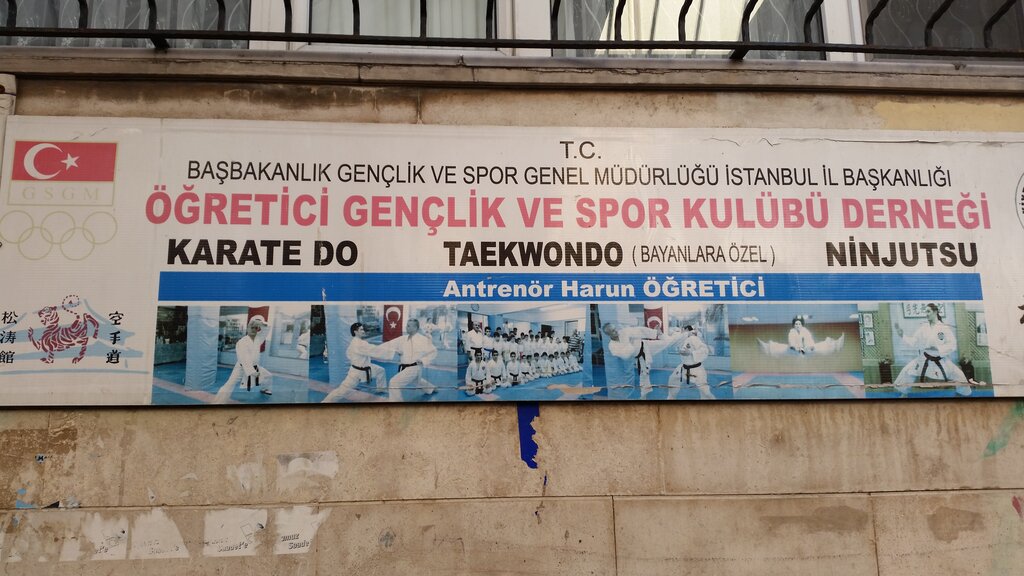 T.C.
BAŞBAKANLIK GENÇLİK VE SPOR GENEL MÜDÜRLÜĞÜ İSTANBUL İL BAŞKANLIĞI
GSGM
ÖĞRETİCİ GENÇLİK VE SPOR KULÜBÜ DERNEĞİ
KARATE DO TAEKWONDO ( BAYANLARA ÖZEL ) NİNJUTSU
Antrenör Harun ÖĞRETİCİ
松涛館
空手道